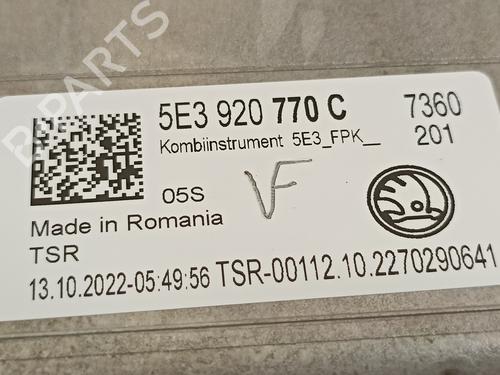 B-PARTS
5E3 920 770 C 7360
Kombiinstrument 5E3_FPK__ 201
05S VF
Made in Romania
TSR
13.10.2022-05:49:56 TSR-00112.10.2270290641